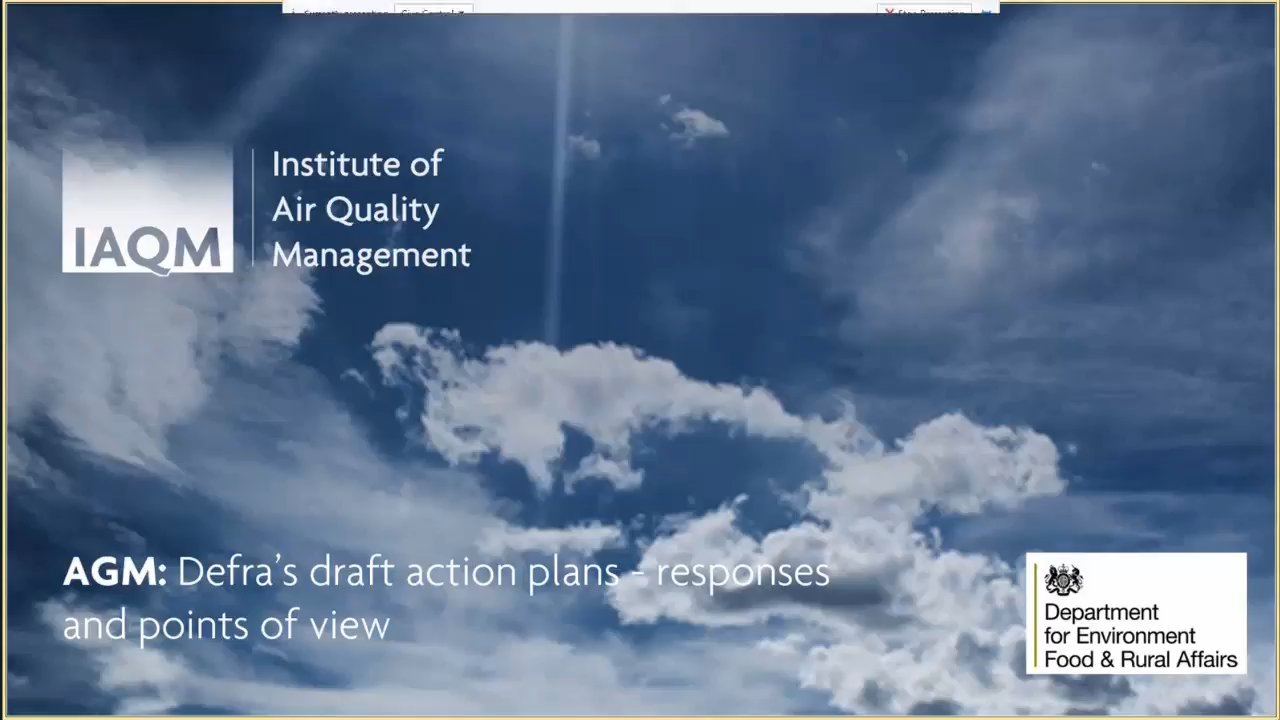 Institute of
Air Quality
Management
IAQM
AGM: Defra's draft action plans - responses
and points of view
Department
for Environment
Food & Rural Affairs